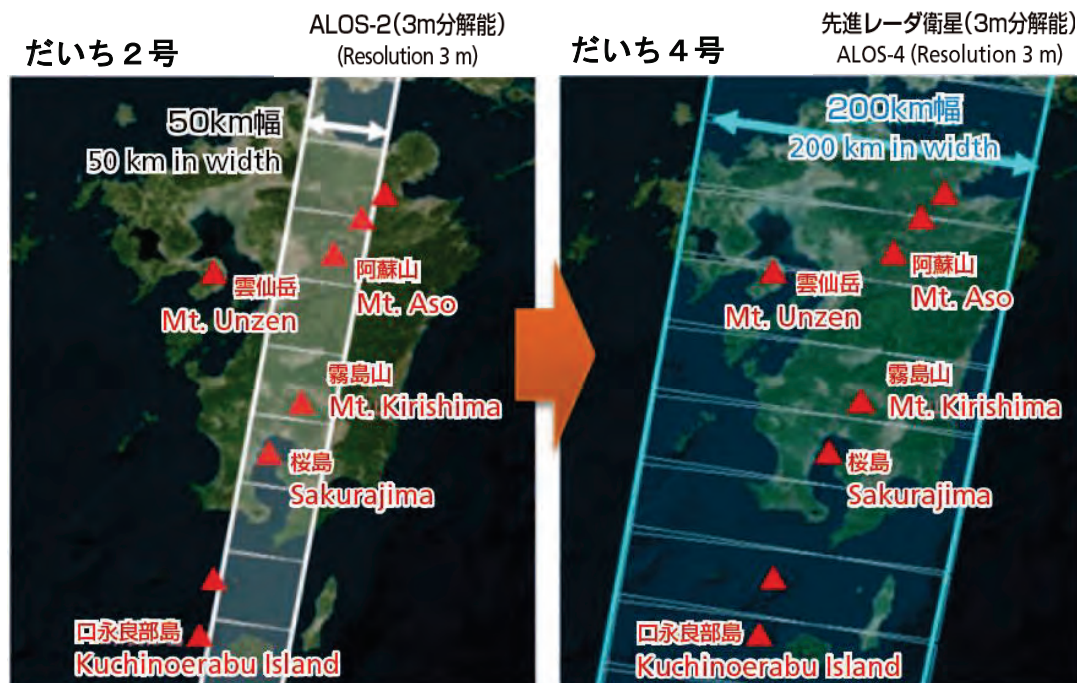 だいち2号
ALOS-2(3m分解能)
(Resolution 3 m)
50km幅
50 km in width
阿蘇山
Mt. Aso
雲仙岳
Mt. Unzen
霧島山
Mt. Kirishima
桜島
Sakurajima
口永良部島
Kuchinoerabu Island
だいち4号
先進レーダ衛星(3m分解能)
ALOS-4 (Resolution 3 m)
200km幅
200 km in width
阿蘇山
Mt. Aso
雲仙岳
Mt. Unzen
霧島山
Mt. Kirishima
桜島
Sakurajima
口永良部島
Kuchinoerabu Island